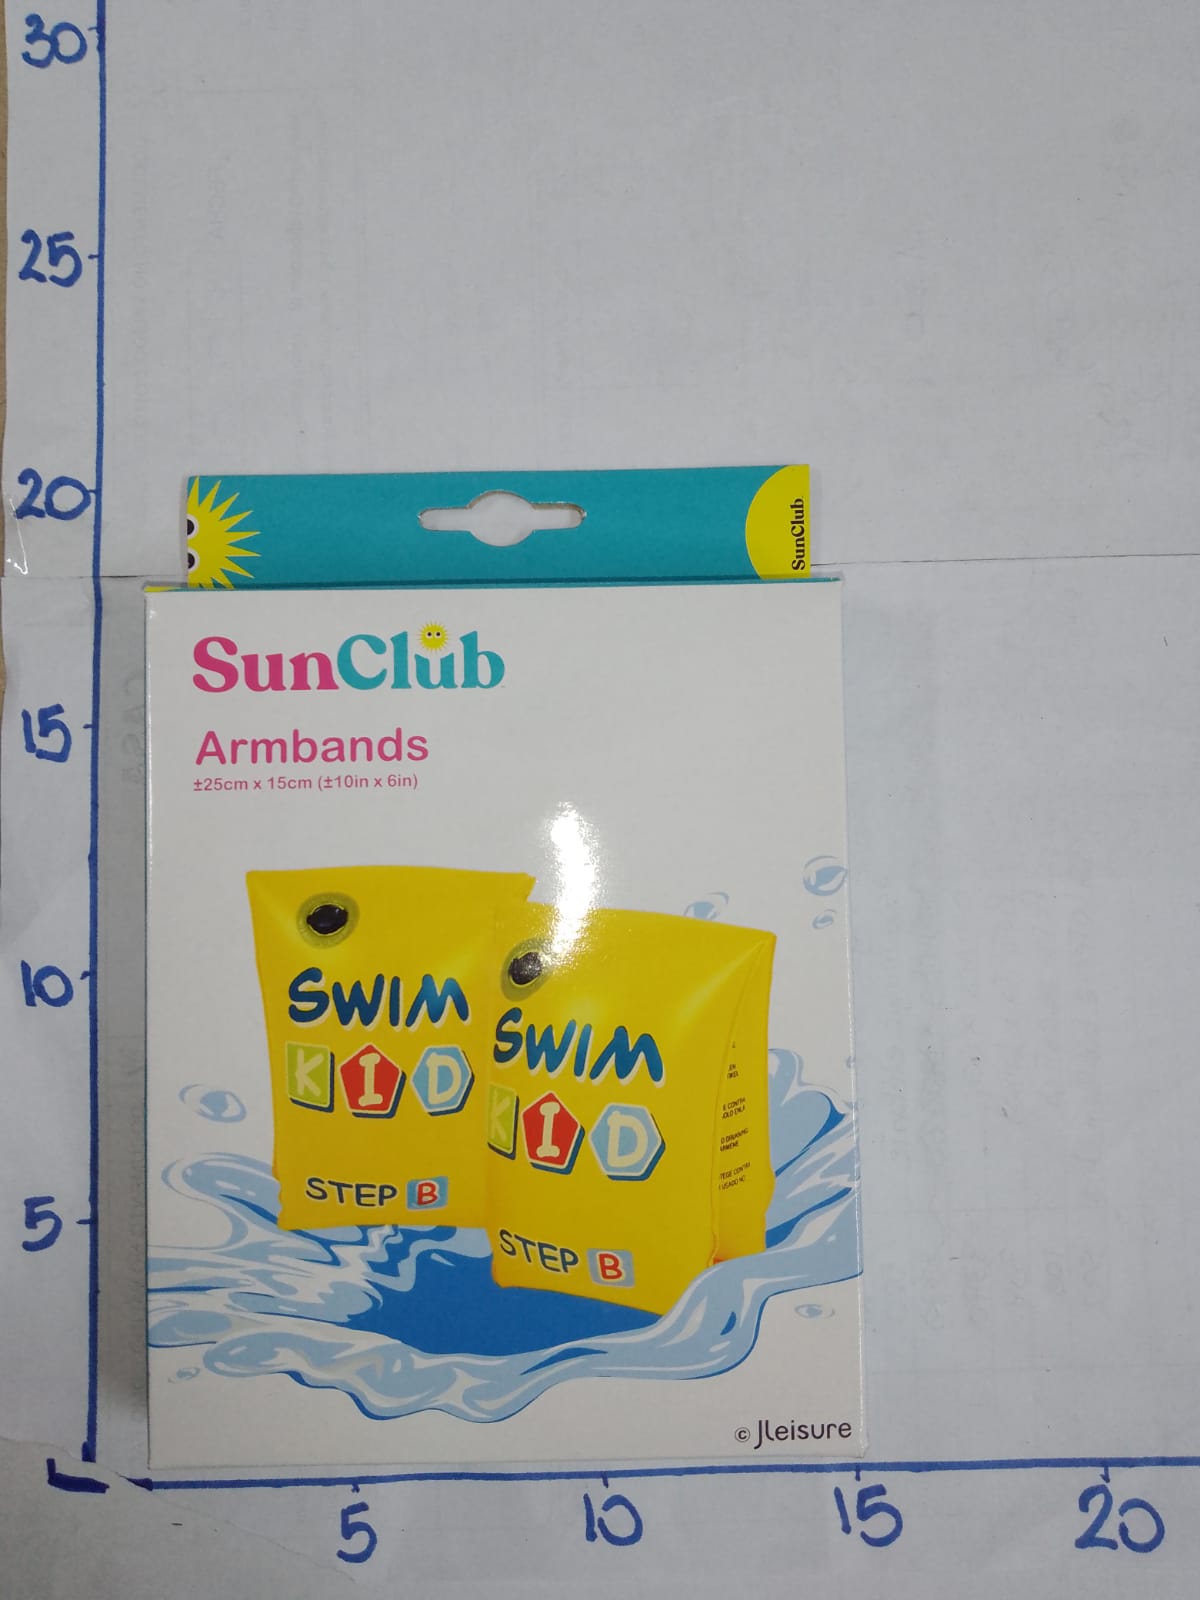 30
25
20
15
10
5
SunClub
SunClub
Armbands
±25cm x 15cm (±10in x 6in)
SWIM
KID
STEP B
SWIM
KID
STEP B
© Jleisure
5
10
15
20